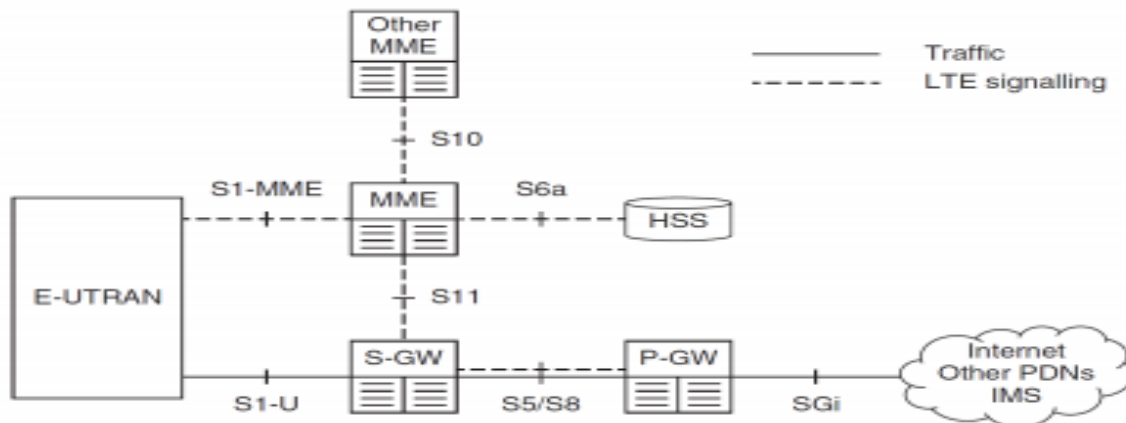 Other
MME
Traffic
LTE signalling
S10
S1-MME
MME
S6a
HSS
E-UTRAN
S11
S-GW
P-GW
Internet
Other PDNs
IMS
S1-U
S5/S8
SGi